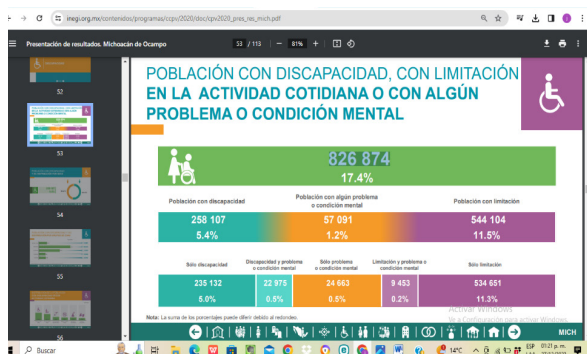 inegi.org.mx/contenidos/programas/ccpv/2020/doc/cpv2020_pres_res_mich.pdf
Presentación de resultados. Michoacán de Ocampo
53 / 113
81%
52
53
54
55
POBLACIÓN CON DISCAPACIDAD, CON LIMITACIÓN
EN LA ACTIVIDAD COTIDIANA O CON ALGÚN
PROBLEMA O CONDICIÓN MENTAL
826 874
17.4%
Población con discapacidad
Población con algún problema
o condición mental
Población con limitación
258 107
57 091
544 104
5.4%
1.2%
11.5%
Sólo discapacidad
Discapacidad y problema
o condición mental
Sólo problema
o condición mental
Limitación y problema o
condición mental
Sólo limitación
235 132
22 975
24 663
9 453
534 651
5.0%
0.5%
0.5%
0.2%
11.3%
Nota: La suma de los porcentajes puede diferir debido al redondeo.
Activar Windows
Ve a Configuración para activar Windows.
MICH
Buscar
14°C
ESP
01:21 p. m.